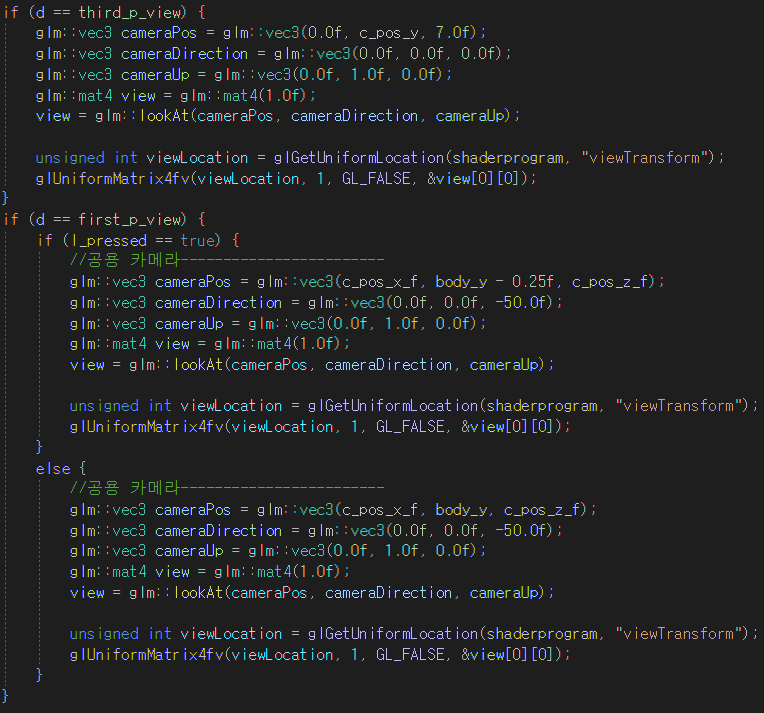 if (d == third_p_view) {
glm::vec3 cameraPos = glm::vec3(0.0f, c_pos_y, 7.0f);
glm::vec3 cameraDirection = glm::vec3(0.0f, 0.0f, 0.0f);
glm::vec3 cameraUp = glm::vec3(0.0f, 1.0f, 0.0f);
glm::mat4 view = glm::mat4(1.0f);
view = glm::lookAt(cameraPos, cameraDirection, cameraUp);
unsigned int viewLocation = glGetUniformLocation(shaderprogram, "viewTransform");
glUniformMatrix4fv(viewLocation, 1, GL_FALSE, &view[0][0]);
}
if (d == first_p_view) {
if (l_pressed == true) {
//공용 카메라------------------------
glm::vec3 cameraPos = glm::vec3(c_pos_x_f, body_y - 0.25f, c_pos_z_f);
glm::vec3 cameraDirection = glm::vec3(0.0f, 0.0f, -50.0f);
glm::vec3 cameraUp = glm::vec3(0.0f, 1.0f, 0.0f);
glm::mat4 view = glm::mat4(1.0f);
view = glm::lookAt(cameraPos, cameraDirection, cameraUp);
unsigned int viewLocation = glGetUniformLocation(shaderprogram, "viewTransform");
glUniformMatrix4fv(viewLocation, 1, GL_FALSE, &view[0][0]);
}
else {
//공용 카메라------------------------
glm::vec3 cameraPos = glm::vec3(c_pos_x_f, body_y, c_pos_z_f);
glm::vec3 cameraDirection = glm::vec3(0.0f, 0.0f, -50.0f);
glm::vec3 cameraUp = glm::vec3(0.0f, 1.0f, 0.0f);
glm::mat4 view = glm::mat4(1.0f);
view = glm::lookAt(cameraPos, cameraDirection, cameraUp);
unsigned int viewLocation = glGetUniformLocation(shaderprogram, "viewTransform");
glUniformMatrix4fv(viewLocation, 1, GL_FALSE, &view[0][0]);
}
}